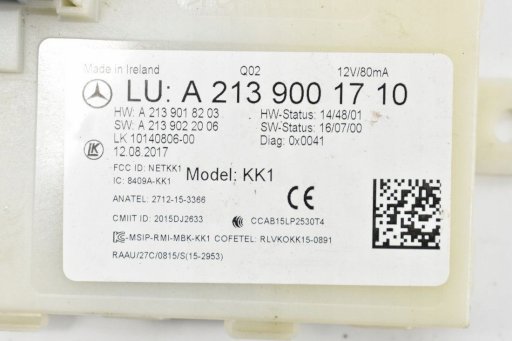 Made in Ireland Q02 12V/80mA
LU: A 213 900 17 10
HW: A 213 901 82 03 HW-Status: 14/48/01
SW: A 213 902 20 06 SW-Status: 16/07/00
LK 10140806-00 Diag: 0x0041
LK 12.08.2017
FCC ID: NETKK1
IC: 8409A-KK1 Model: KK1
ANATEL: 2712-15-3366 CE
CMIIT ID: 2015DJ2633 CCAB15LP2530T4
-MSIP-RMI-MBK-KK1 COFETEL: RLVKOKK15-0891
RAAU/27C/0815/S(15-2953)